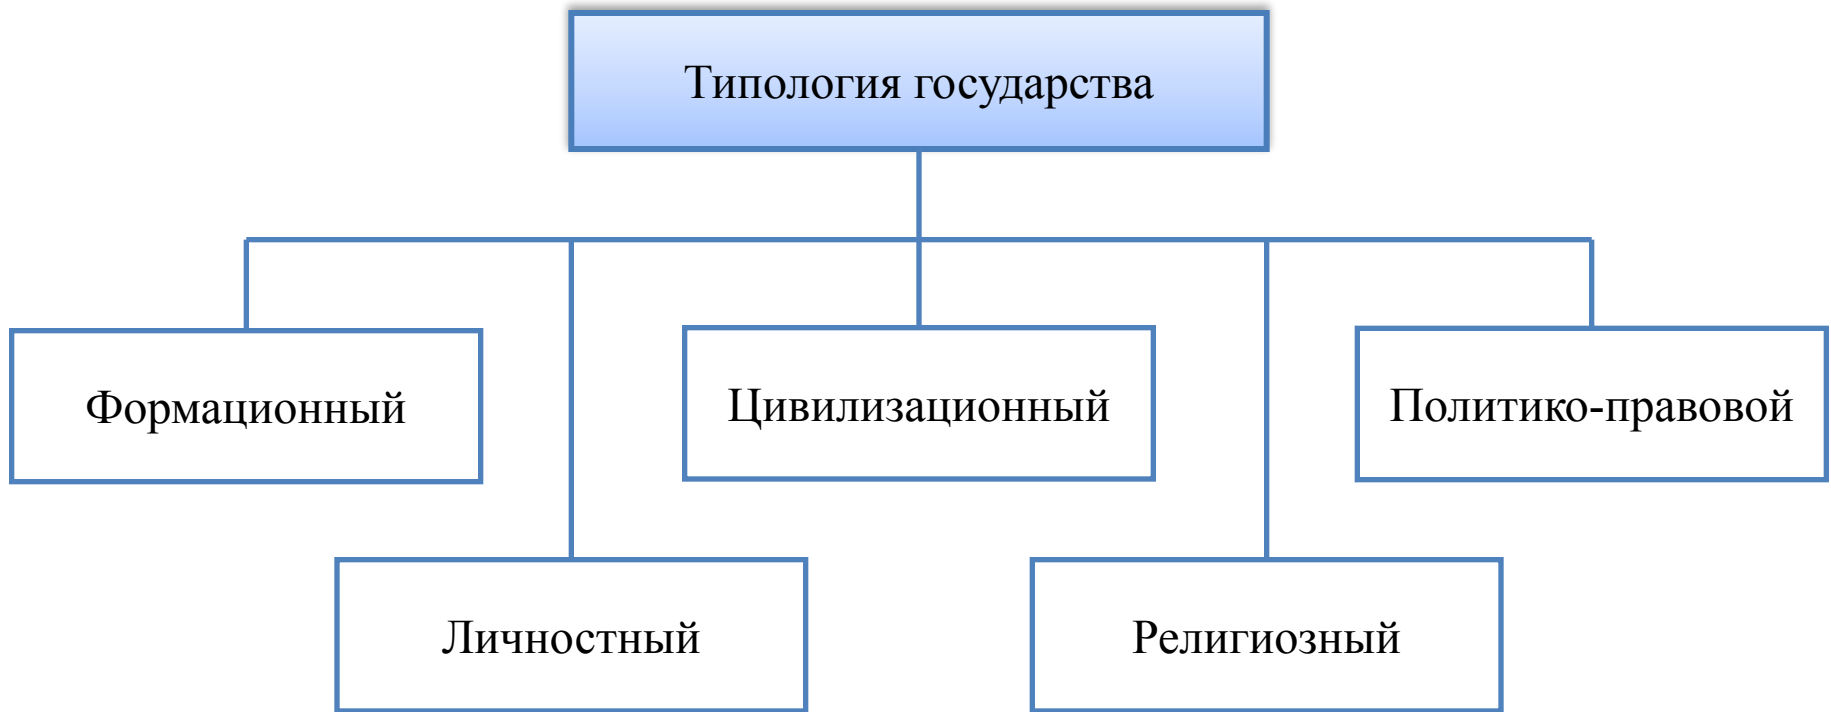 Типология государства
Формационный
Цивилизационный
Политико-правовой
Личностный
Религиозный